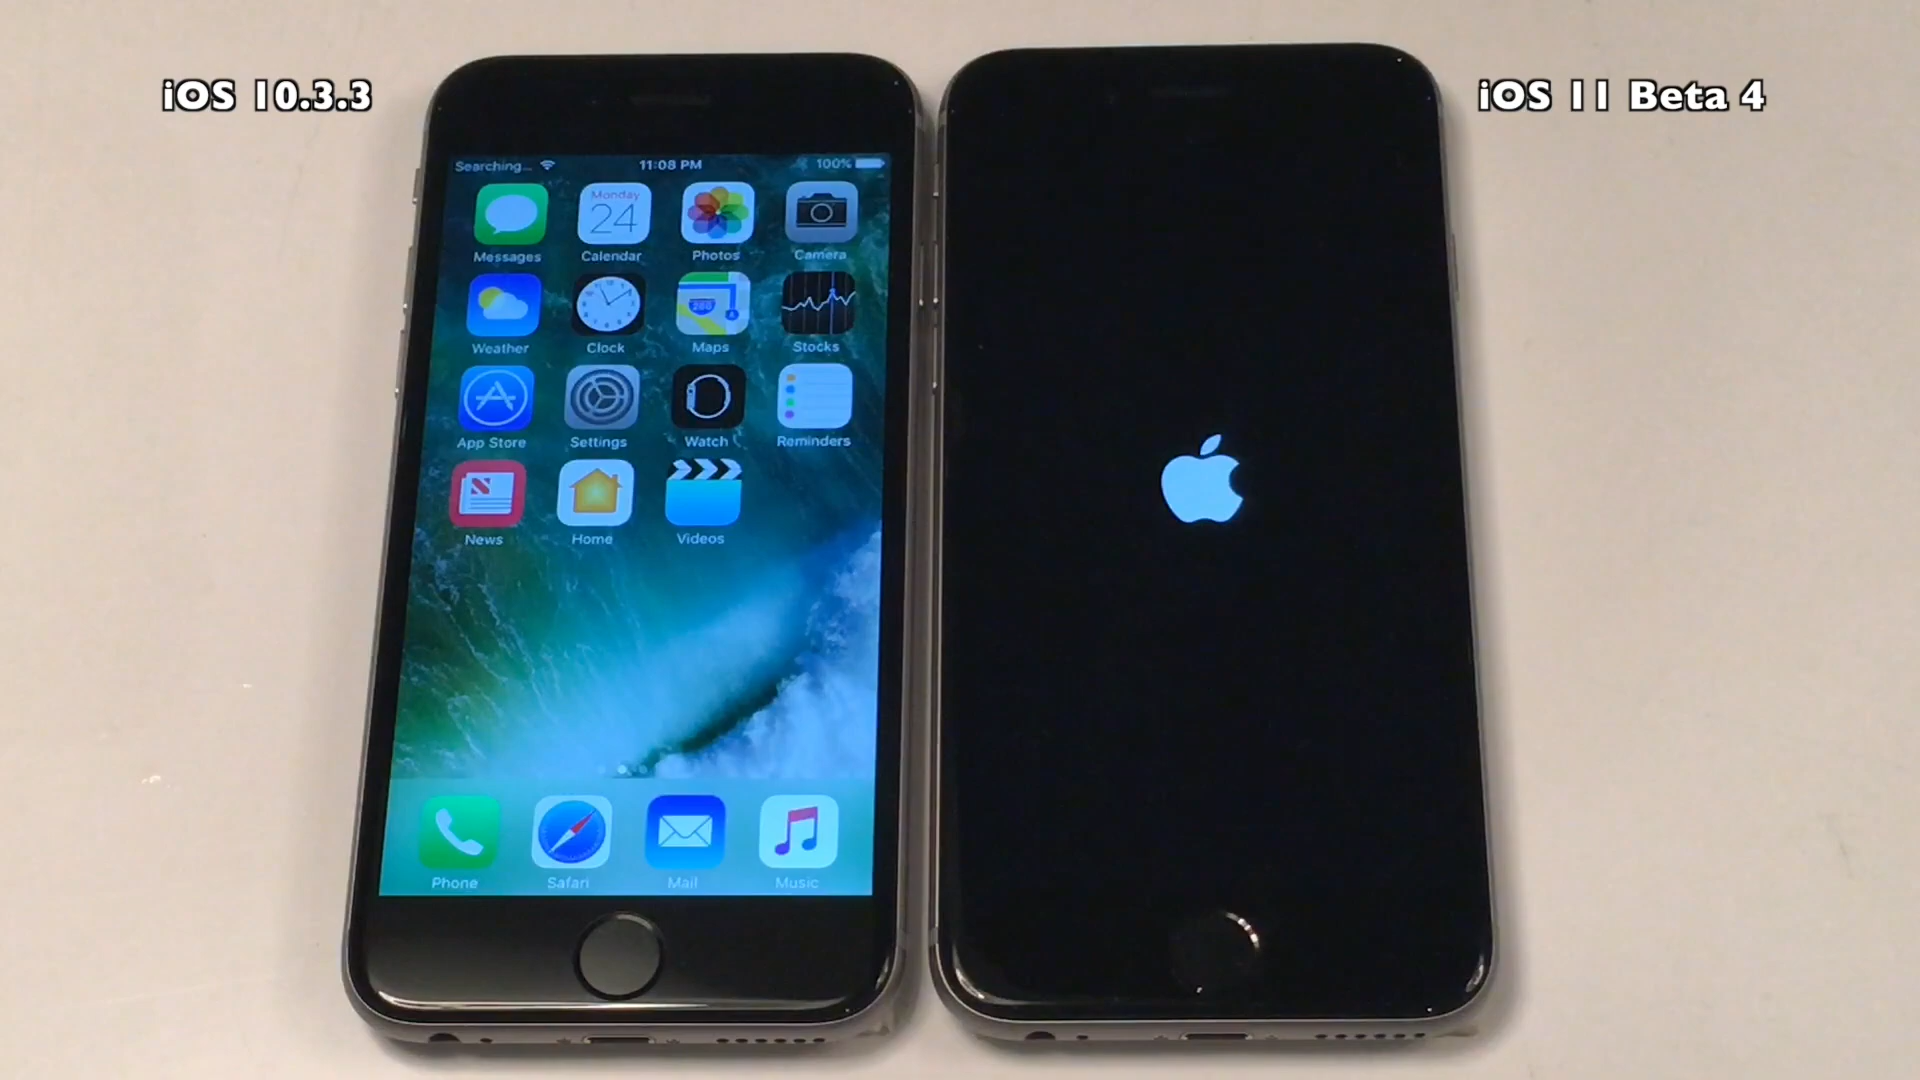 iOS 10.3.3
iOS 11 Beta 4
Searching...
11:08 PM
100%
Monday
24
Messages
Calendar
Photos
Camera
280
Weather
Clock
Maps
Stocks
App Store
Settings
Watch
Reminders
News
Home
Videos
Phone
Safari
Mail
Music